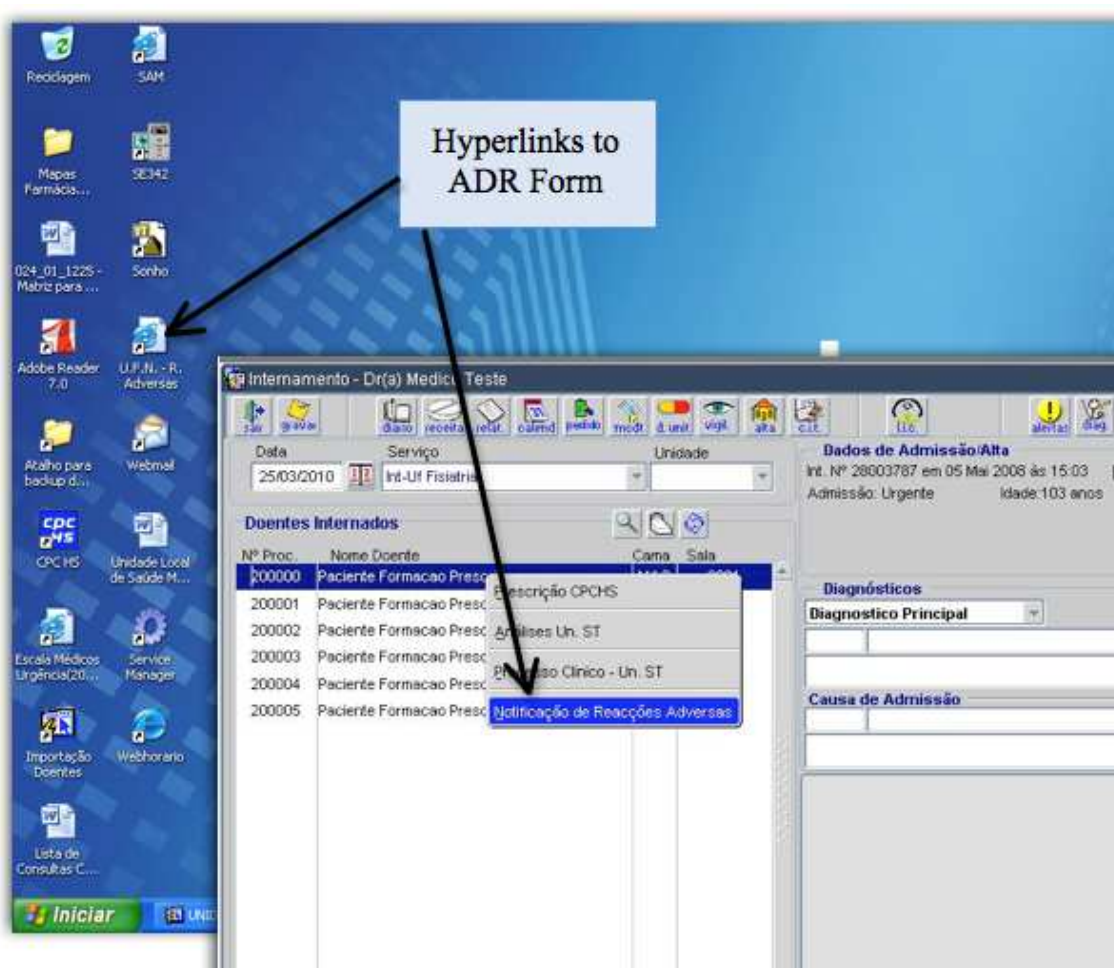 Reciclagem
SAM
Mapas
Farmácia...
SE342
024_01_122S -
Matriz para ...
Sonho
Adobe Reader
7.0
U.F.N. - R.
Adversas
Atalho para
backup d...
Webmail
CPC
HS
CPC HS
Unidade Local
de Saúde M...
Escala Médicos
Urgência(20...
Service
Manager
Importação
Doentes
Webhorario
Lista de
Consultas C...
Iniciar
Hyperlinks to
ADR Form
Internamento - Dr(a) Medico Teste
sair gravar diario receita relat. calend pedido mcdt d.unit vigil. alta c.i.t. alertas diag.
Data Serviço Unidade
25/03/2010 Int-Uf Fisiatria
Doentes Internados
Nº Proc. Nome Doente Cama Sala
200000 Paciente Formacao Presc
200001 Paciente Formacao Presc
200002 Paciente Formacao Presc
200003 Paciente Formacao Presc
200004 Paciente Formacao Presc
200005 Paciente Formacao Presc
Prescrição CPCHS
Análises Un. ST
Processo Clínico - Un. ST
Notificação de Reacções Adversas
Dados de Admissão/Alta
Int. Nº 28003787 em 05 Mai 2008 às 15:03
Admissão: Urgente Idade:103 anos
Diagnósticos
Diagnostico Principal
Causa de Admissão